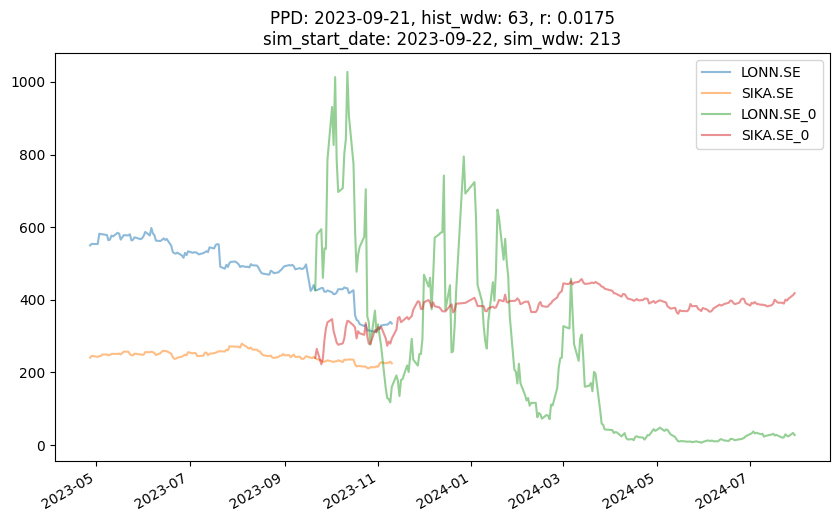 PPD: 2023-09-21, hist_wdw: 63, r: 0.0175
sim_start_date: 2023-09-22, sim_wdw: 213
1000
800
600
400
200
0
LONN.SE
SIKA.SE
LONN.SE_0
SIKA.SE_0
2023-05
2023-07
2023-09
2023-11
2024-01
2024-03
2024-05
2024-07